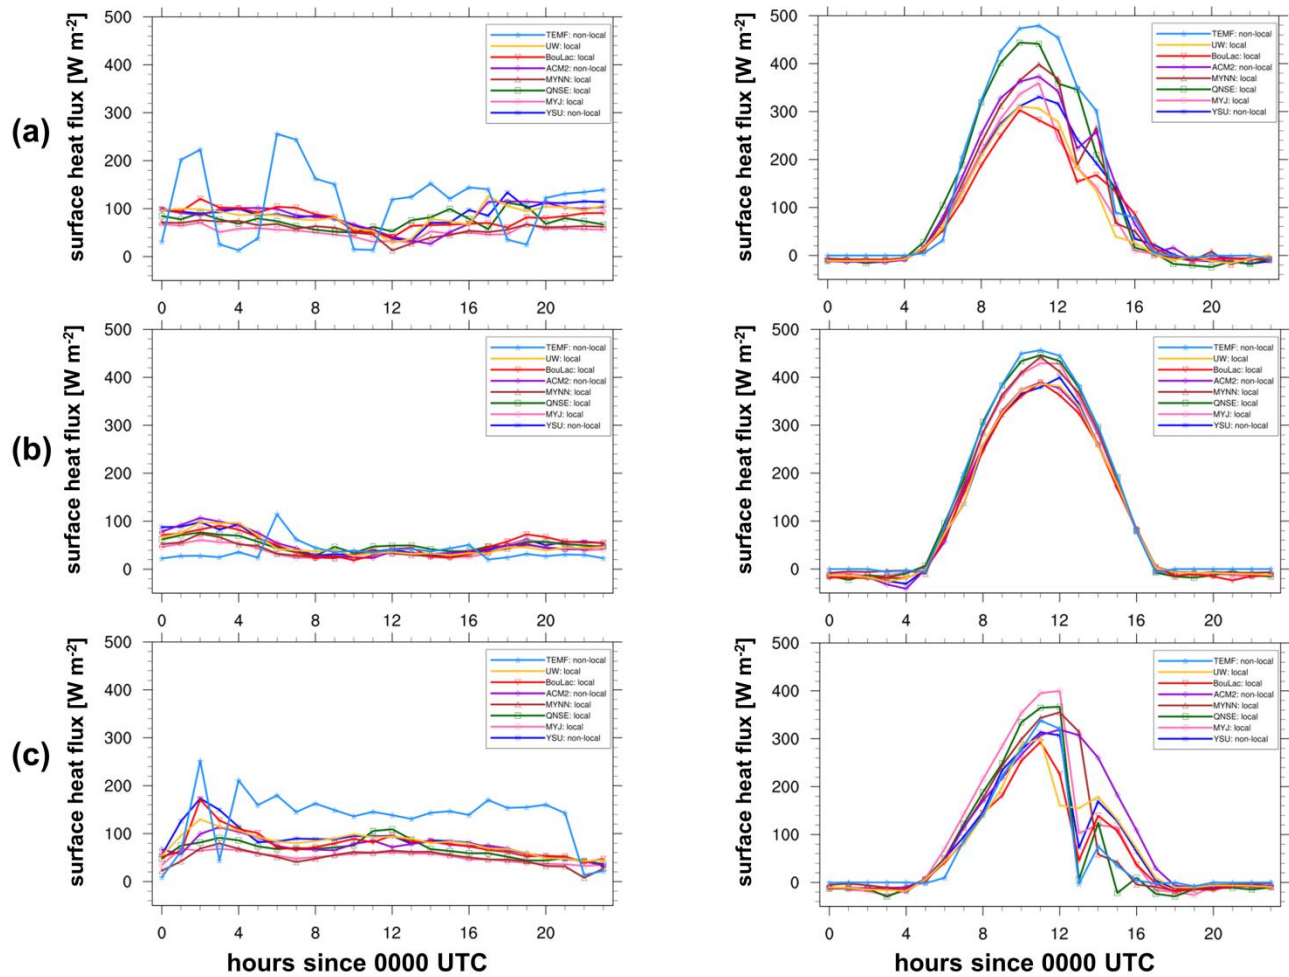 (a)
surface heat flux [W m-2]
500
400
300
200
100
0
0 4 8 12 16 20
TEMF: non-local
UW: local
BouLac: local
ACM2: non-local
MYNN: local
QNSE: local
MYJ: local
YSU: non-local
surface heat flux [W m-2]
500
400
300
200
100
0
0 4 8 12 16 20
TEMF: non-local
UW: local
BouLac: local
ACM2: non-local
MYNN: local
QNSE: local
MYJ: local
YSU: non-local
(b)
surface heat flux [W m-2]
500
400
300
200
100
0
0 4 8 12 16 20
TEMF: non-local
UW: local
BouLac: local
ACM2: non-local
MYNN: local
QNSE: local
MYJ: local
YSU: non-local
surface heat flux [W m-2]
500
400
300
200
100
0
0 4 8 12 16 20
TEMF: non-local
UW: local
BouLac: local
ACM2: non-local
MYNN: local
QNSE: local
MYJ: local
YSU: non-local
(c)
surface heat flux [W m-2]
500
400
300
200
100
0
0 4 8 12 16 20
TEMF: non-local
UW: local
BouLac: local
ACM2: non-local
MYNN: local
QNSE: local
MYJ: local
YSU: non-local
hours since 0000 UTC
surface heat flux [W m-2]
500
400
300
200
100
0
0 4 8 12 16 20
TEMF: non-local
UW: local
BouLac: local
ACM2: non-local
MYNN: local
QNSE: local
MYJ: local
YSU: non-local
hours since 0000 UTC